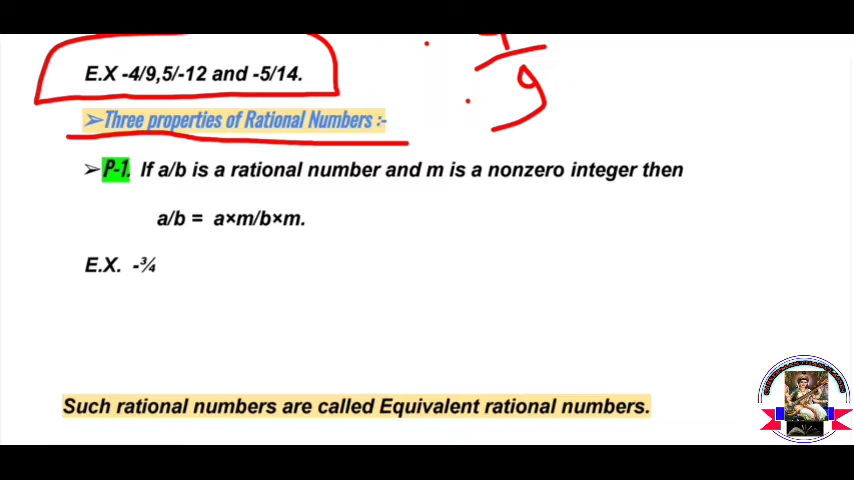 E.X -4/9,5/-12 and -5/14.
9
➢Three properties of Rational Numbers :-
➢P-1. If a/b is a rational number and m is a nonzero integer then
a/b = a×m/b×m.
E.X. -¾
Such rational numbers are called Equivalent rational numbers.